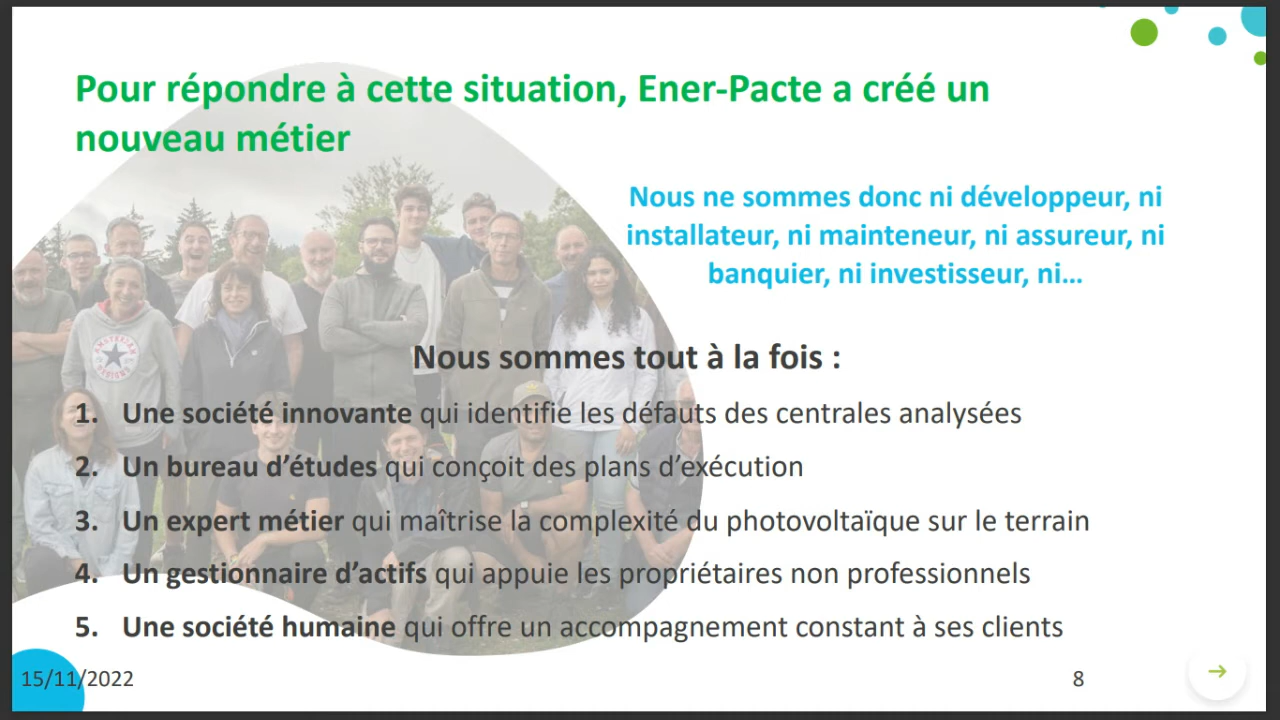 Pour répondre à cette situation, Ener-Pacte a créé un
nouveau métier
Nous ne sommes donc ni développeur, ni
installateur, ni mainteneur, ni assureur, ni
banquier, ni investisseur, ni…
Nous sommes tout à la fois :
1. Une société innovante qui identifie les défauts des centrales analysées
2. Un bureau d’études qui conçoit des plans d’exécution
3. Un expert métier qui maîtrise la complexité du photovoltaïque sur le terrain
4. Un gestionnaire d’actifs qui appuie les propriétaires non professionnels
5. Une société humaine qui offre un accompagnement constant à ses clients
15/11/2022
8